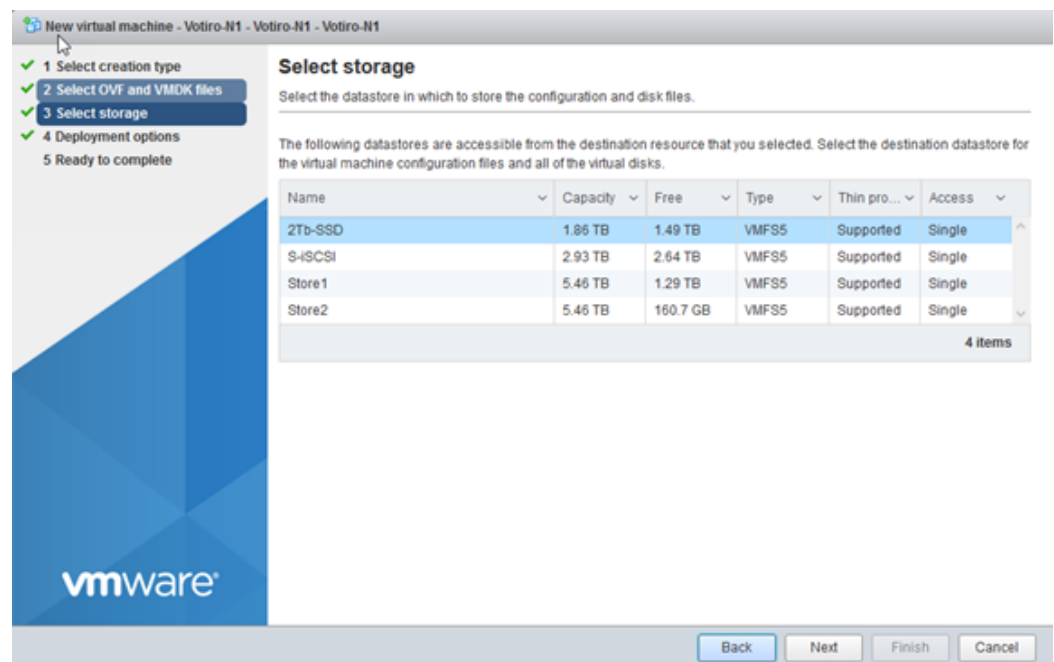 New virtual machine - Votiro-N1 - Votiro-N1 - Votiro-N1
1 Select creation type
2 Select OVF and VMDK files
3 Select storage
4 Deployment options
5 Ready to complete
Select storage
Select the datastore in which to store the configuration and disk files.
The following datastores are accessible from the destination resource that you selected. Select the destination datastore for
the virtual machine configuration files and all of the virtual disks.
Name Capacity Free Type Thin pro... Access
2Tb-SSD 1.86 TB 1.49 TB VMFS5 Supported Single
S-iSCSI 2.93 TB 2.64 TB VMFS5 Supported Single
Store1 5.46 TB 1.29 TB VMFS5 Supported Single
Store2 5.46 TB 160.7 GB VMFS5 Supported Single
4 items
vmware
Back Next Finish Cancel